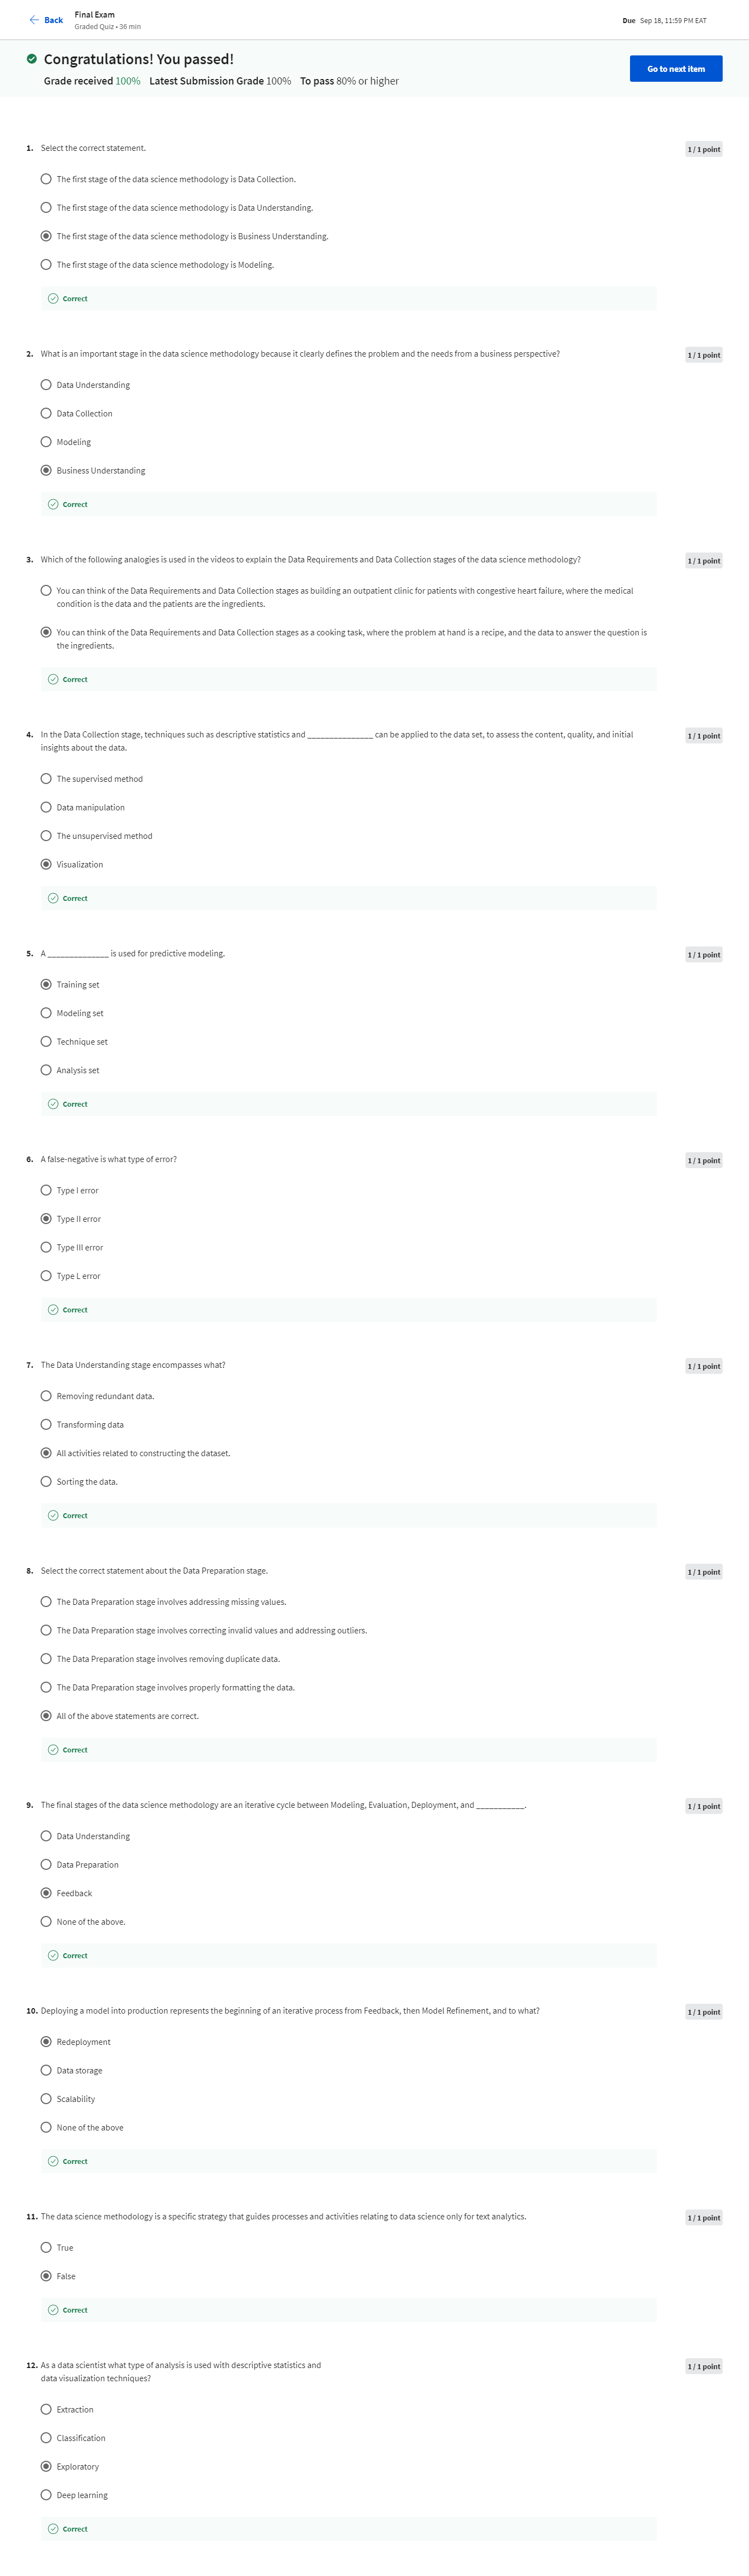 Back
Final Exam
Graded Quiz • 36 min
Due Sep 18, 11:59 PM EAT
Congratulations! You passed!
Grade received 100% Latest Submission Grade 100% To pass 80% or higher
Go to next item
1. Select the correct statement.
1 / 1 point
The first stage of the data science methodology is Data Collection.
The first stage of the data science methodology is Data Understanding.
The first stage of the data science methodology is Business Understanding.
The first stage of the data science methodology is Modeling.
Correct
2. What is an important stage in the data science methodology because it clearly defines the problem and the needs from a business perspective?
1 / 1 point
Data Understanding
Data Collection
Modeling
Business Understanding
Correct
3. Which of the following analogies is used in the videos to explain the Data Requirements and Data Collection stages of the data science methodology?
1 / 1 point
You can think of the Data Requirements and Data Collection stages as building an outpatient clinic for patients with congestive heart failure, where the medical
condition is the data and the patients are the ingredients.
You can think of the Data Requirements and Data Collection stages as a cooking task, where the problem at hand is a recipe, and the data to answer the question is
the ingredients.
Correct
4. In the Data Collection stage, techniques such as descriptive statistics and _______________ can be applied to the data set, to assess the content, quality, and initial
insights about the data.
1 / 1 point
The supervised method
Data manipulation
The unsupervised method
Visualization
Correct
5. A ______________ is used for predictive modeling.
1 / 1 point
Training set
Modeling set
Technique set
Analysis set
Correct
6. A false-negative is what type of error?
1 / 1 point
Type I error
Type II error
Type III error
Type L error
Correct
7. The Data Understanding stage encompasses what?
1 / 1 point
Removing redundant data.
Transforming data
All activities related to constructing the dataset.
Sorting the data.
Correct
8. Select the correct statement about the Data Preparation stage.
1 / 1 point
The Data Preparation stage involves addressing missing values.
The Data Preparation stage involves correcting invalid values and addressing outliers.
The Data Preparation stage involves removing duplicate data.
The Data Preparation stage involves properly formatting the data.
All of the above statements are correct.
Correct
9. The final stages of the data science methodology are an iterative cycle between Modeling, Evaluation, Deployment, and ___________.
1 / 1 point
Data Understanding
Data Preparation
Feedback
None of the above.
Correct
10. Deploying a model into production represents the beginning of an iterative process from Feedback, then Model Refinement, and to what?
1 / 1 point
Redeployment
Data storage
Scalability
None of the above
Correct
11. The data science methodology is a specific strategy that guides processes and activities relating to data science only for text analytics.
1 / 1 point
True
False
Correct
12. As a data scientist what type of analysis is used with descriptive statistics and
data visualization techniques?
1 / 1 point
Extraction
Classification
Exploratory
Deep learning
Correct